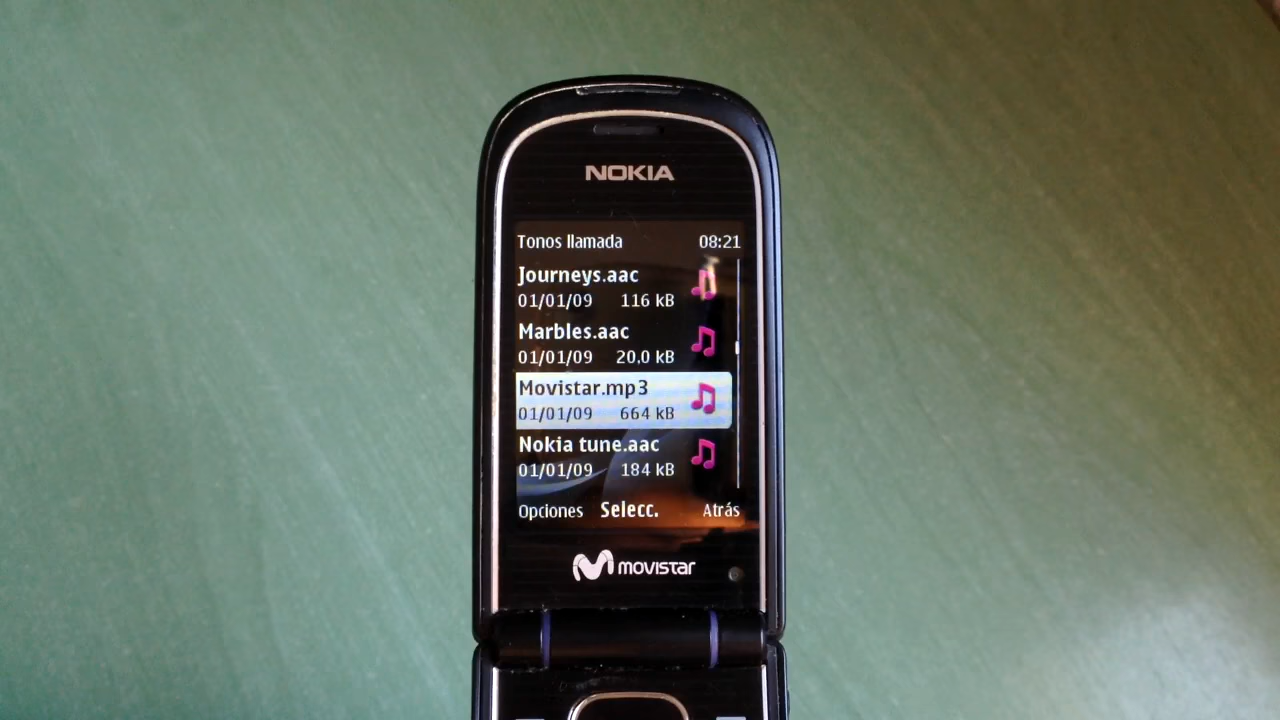 NOKIA
Tonos llamada 08:21
Journeys.aac
01/01/09 116 kB
Marbles.aac
01/01/09 20,0 kB
Movistar.mp3
01/01/09 664 kB
Nokia tune.aac
01/01/09 184 kB
Opciones Selecc. Atrás
movistar